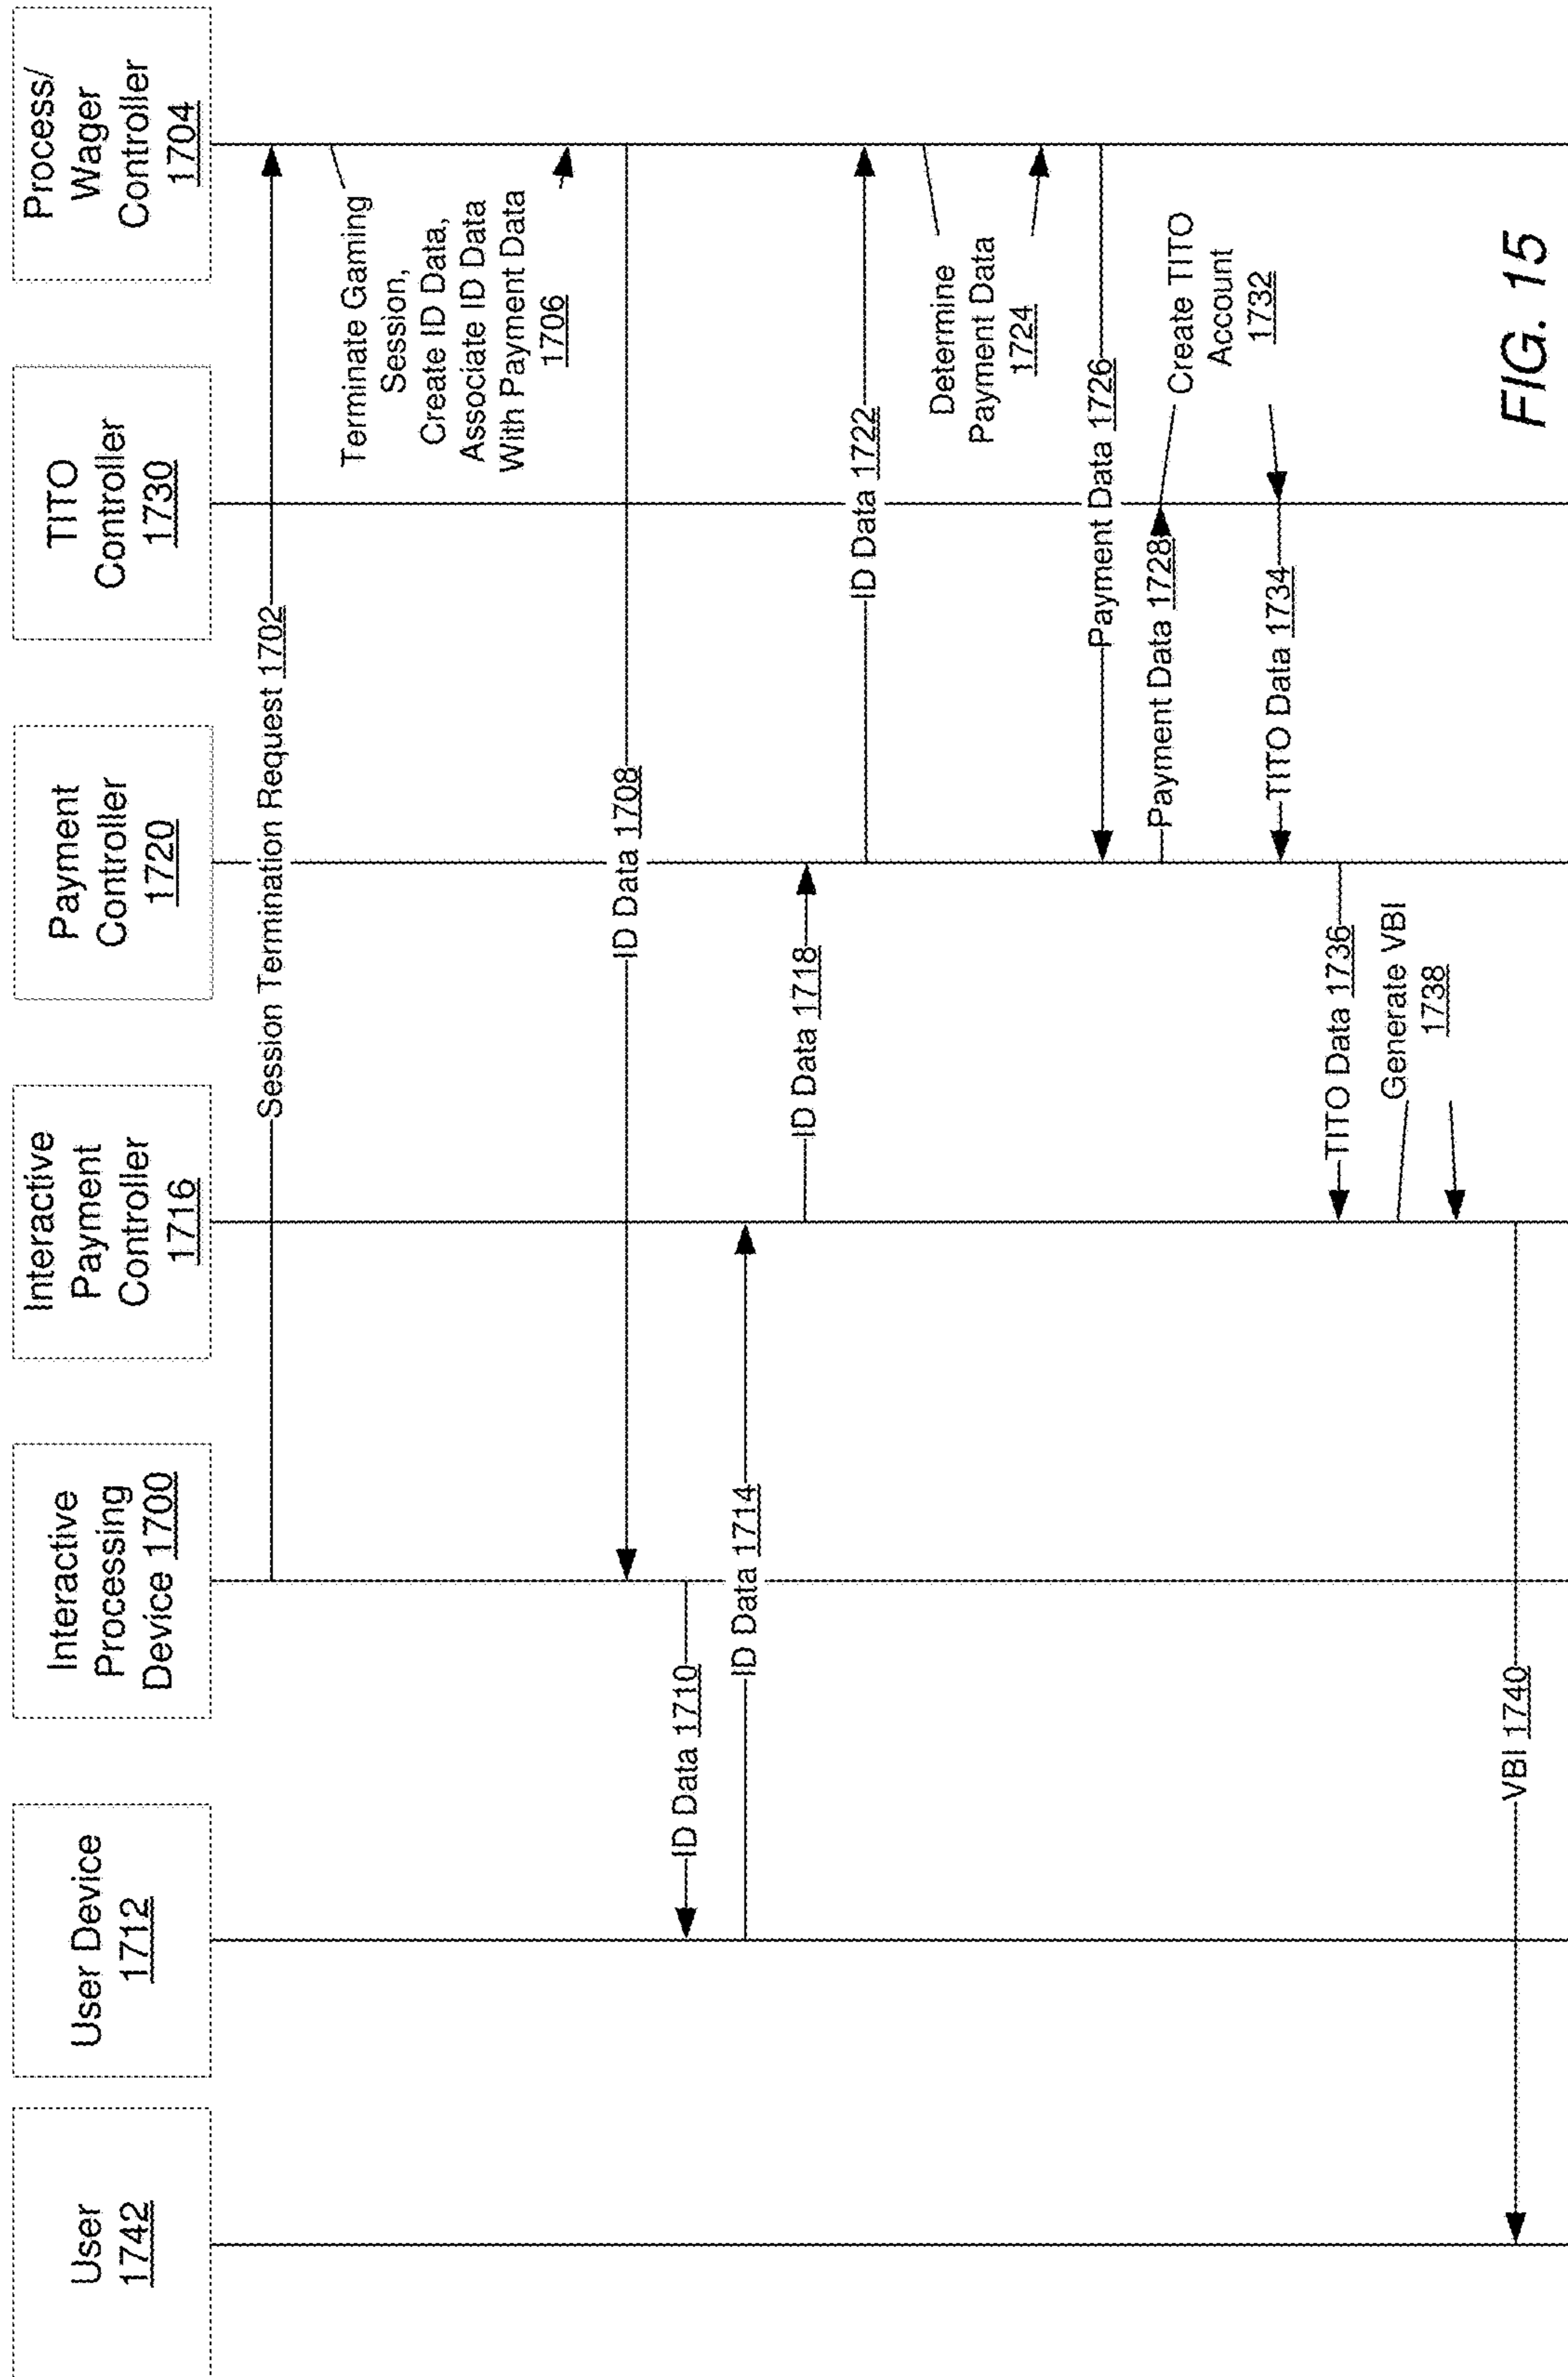 User
1742
User Device
1712
Interactive
Processing
Device 1700
Interactive
Payment
Controller
1716
Payment
Controller
1720
TITO
Controller
1730
Process/
Wager
Controller
1704
Session Termination Request 1702
Terminate Gaming
Session,
Create ID Data,
Associate ID Data
With Payment Data
1706
ID Data 1708
ID Data 1710
ID Data 1714
ID Data 1718
ID Data 1722
Determine
Payment Data
1724
Payment Data 1726
Payment Data 1728
Create TITO
Account
1732
TITO Data 1734
TITO Data 1736
Generate VBI
1738
VBI 1740
FIG. 15